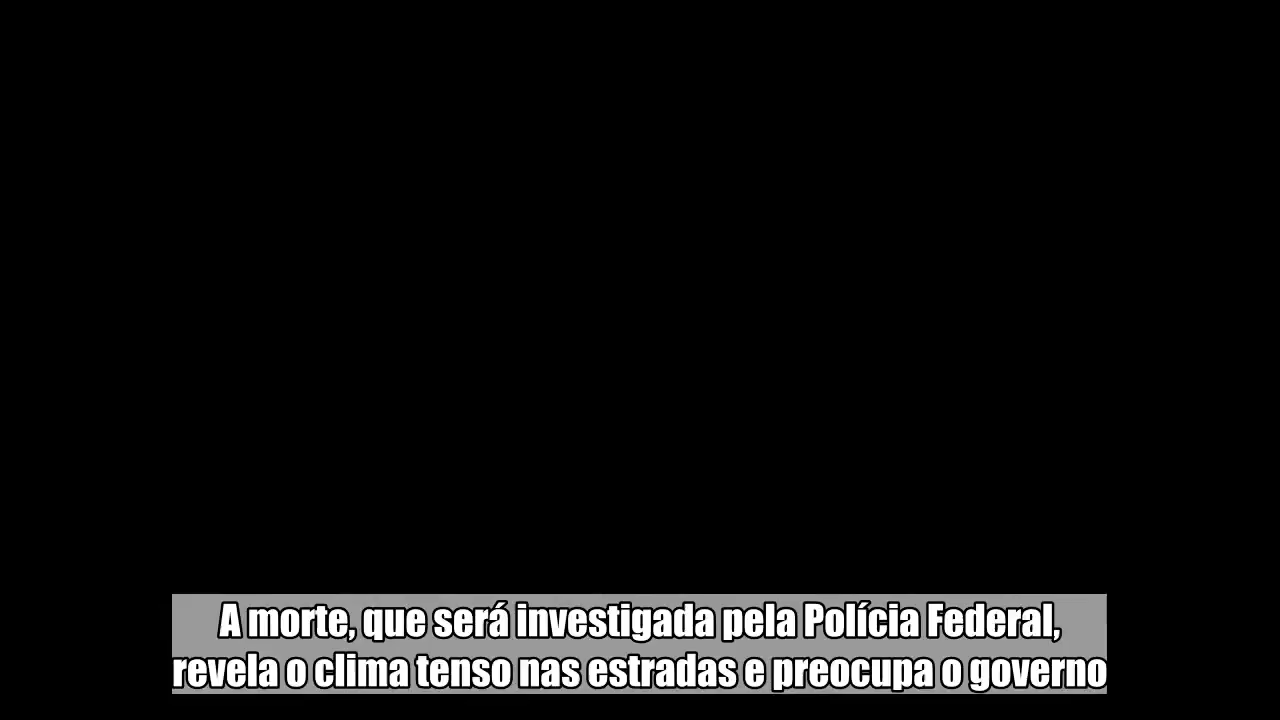 A morte, que será investigada pela Polícia Federal,
revela o clima tenso nas estradas e preocupa o governo